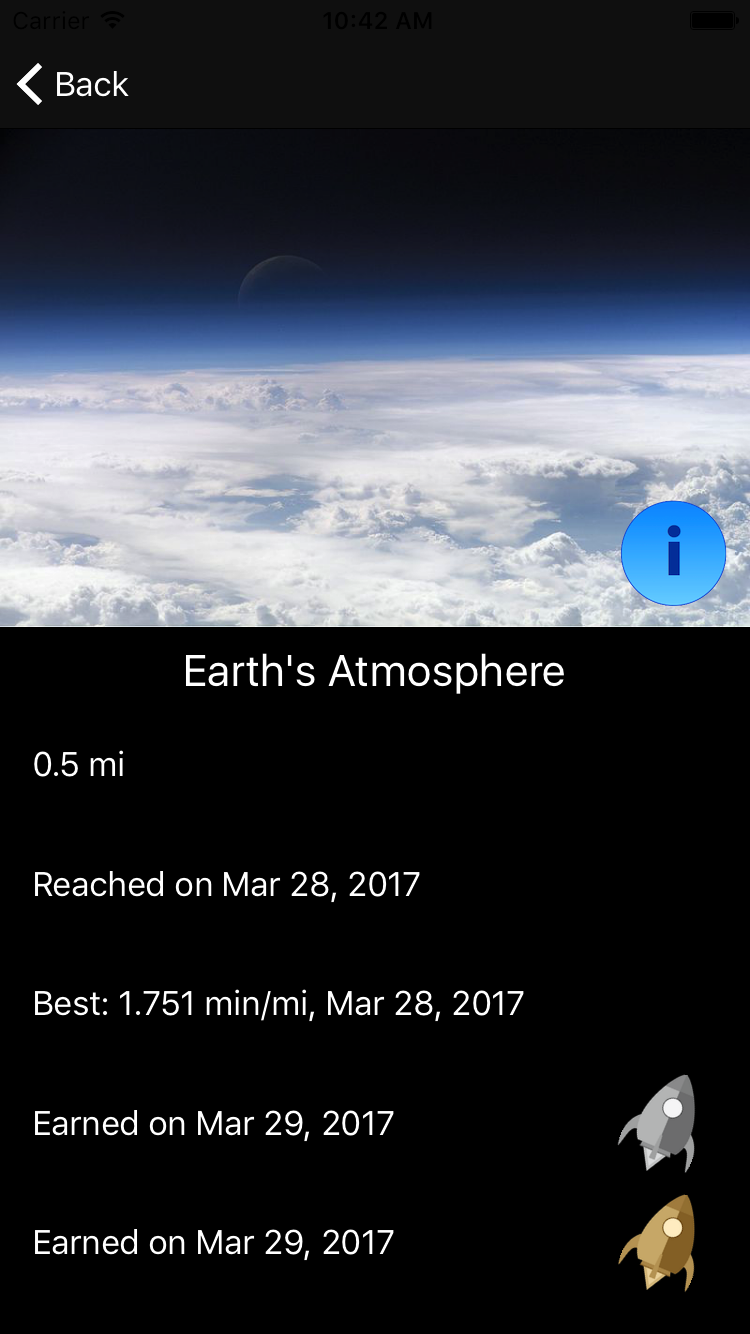 Carrier 10:42 AM
Back
i
Earth's Atmosphere
0.5 mi
Reached on Mar 28, 2017
Best: 1.751 min/mi, Mar 28, 2017
Earned on Mar 29, 2017
Earned on Mar 29, 2017